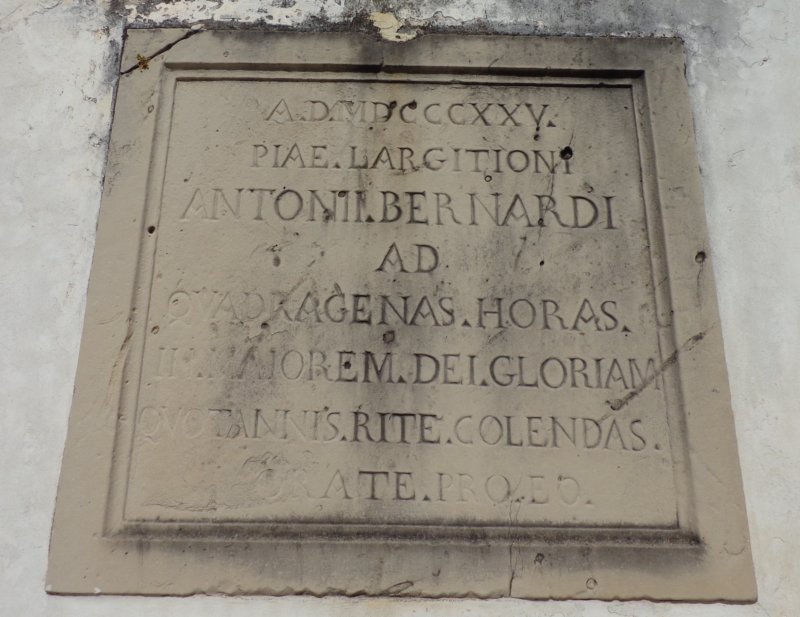 A.D.MDCCCXXV.
PIAE.LARGITIONI
ANTONII.BERNARDI
AD
QVADRAGENAS.HORAS.
IN.MAIOREM.DEI.GLORIAM
QVOTANNIS.RITE.COLENDAS.
ORATE.PRO.EO.